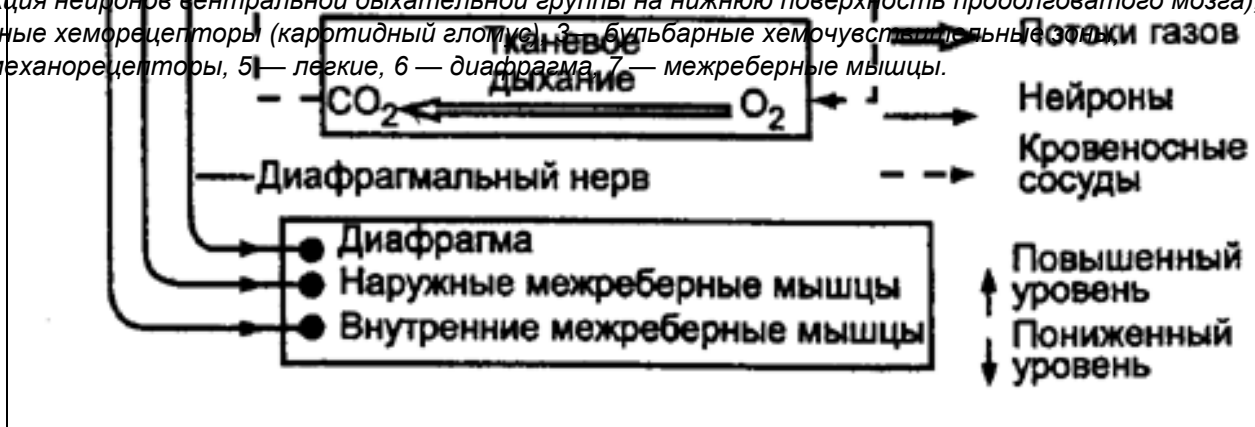 кция нейронов вентральной дыхательной группы на нижнюю поверхность продолговатого мозга),
ные хеморецепторы (каротидный гломус), 3 — бульбарные хемочувствительные зоны,
механорецепторы, 5 — легкие, 6 — диафрагма, 7 — межреберные мышцы.
Тканевое
дыхание
CO2
O2
Потоки газов
Нейроны
Кровеносные
сосуды
Диафрагмальный нерв
Диафрагма
Наружные межреберные мышцы
Внутренние межреберные мышцы
Повышенный
уровень
Пониженный
уровень